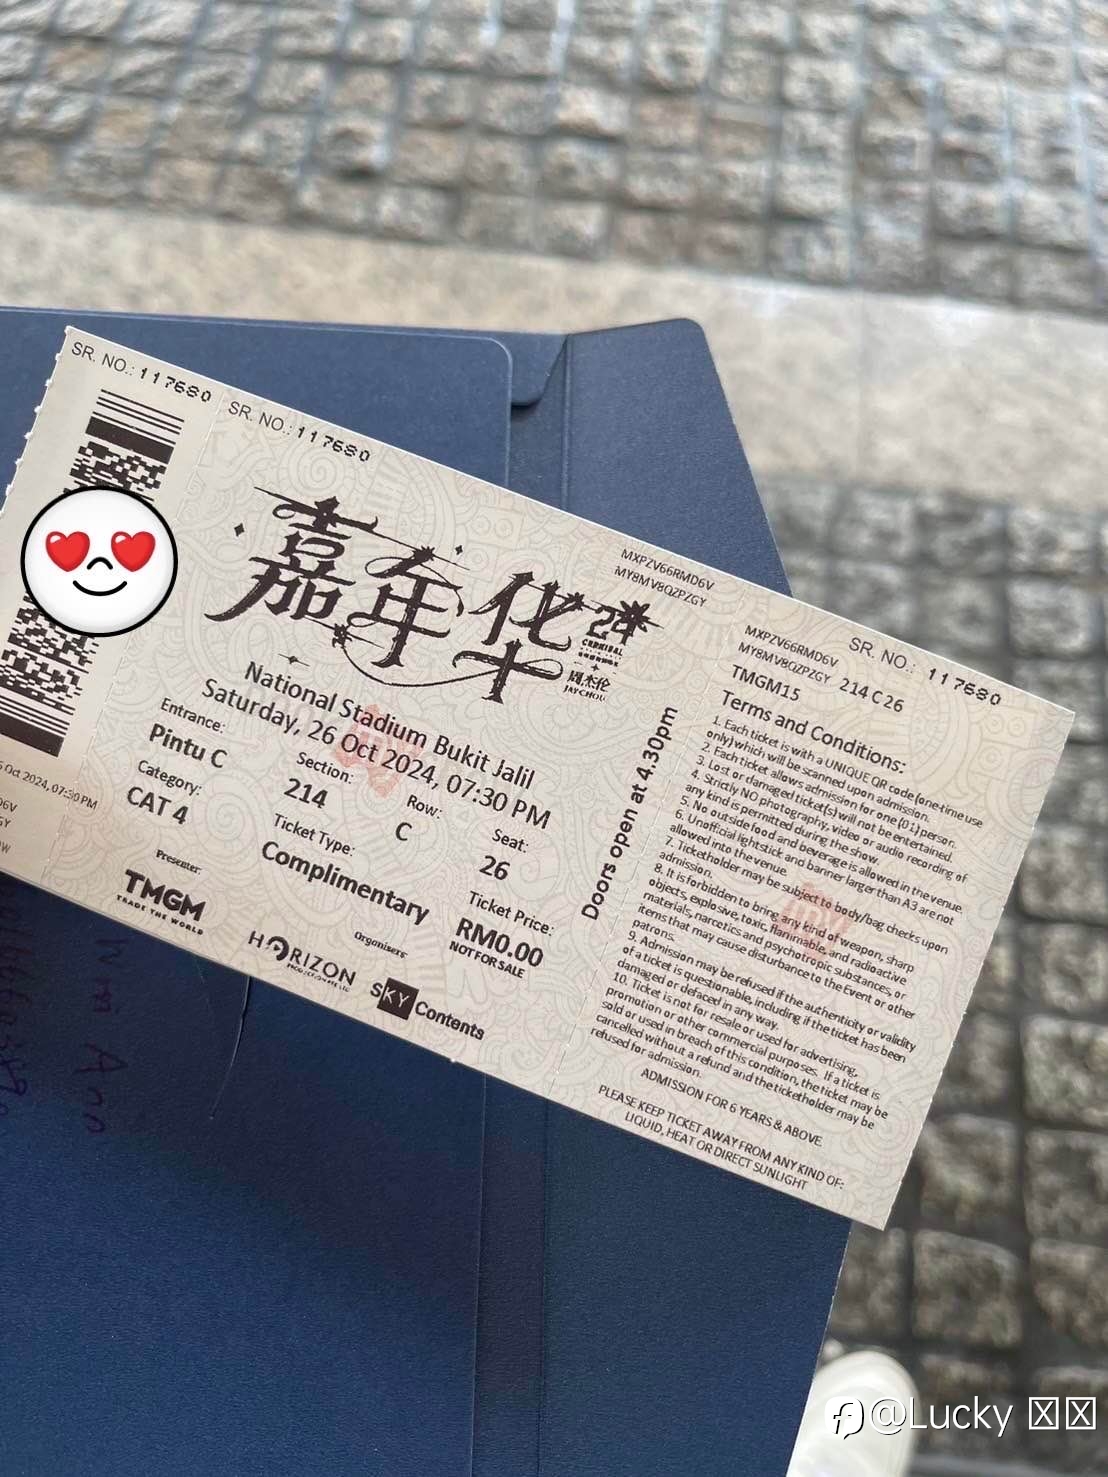 SR. NO.: 117680
SR. NO.: 117680
嘉年华
24
CARNIVAL
周杰伦
JAY CHOU
National Stadium Bukit Jalil
Saturday, 26 Oct 2024, 07:30 PM
Entrance:
Pintu C
Section:
214
Row:
C
Seat:
26
Category:
CAT 4
Ticket Type:
Complimentary
Ticket Price:
RM0.00
NOT FOR SALE
Presenter:
TMGM
TRADE THE WORLD
Organisers:
HORIZON
SKY Contents
MXPZV66RMD6V
MY8MV8QZPZGY
Doors open at 4.30pm
MXPZV66RMD6V
MY8MV8QZPZGY 214 C 26
SR. NO.: 117680
TMGM15
Terms and Conditions:
1. Each ticket is with a UNIQUE QR code (one-time use
only) which will be scanned upon admission.
2. Each ticket allows admission for one (01) person.
3. Lost or damaged ticket(s) will not be entertained.
4. Strictly NO photography, video or audio recording of
any kind is permitted during the show.
5. No outside food and beverage is allowed in the venue.
6. Unofficial lightstick and banner larger than A3 are not
allowed into the venue.
7. Ticketholder may be subject to body/bag checks upon
admission.
8. It is forbidden to bring any kind of weapon, sharp
objects, explosive, toxic, flammable, and radioactive
materials, narcotics and psychotropic substances, or
items that may cause disturbance to the Event or other
patrons.
9. Admission may be refused if the authenticity or validity
of a ticket is questionable, including if the ticket has been
damaged or defaced in any way.
10. Ticket is not for resale or used for advertising,
promotion or other commercial purposes. If a ticket is
sold or used in breach of this condition, the ticket may be
cancelled without a refund and the ticketholder may be
refused for admission.
ADMISSION FOR 6 YEARS & ABOVE
PLEASE KEEP TICKET AWAY FROM ANY KIND OF:
LIQUID, HEAT OR DIRECT SUNLIGHT
Oct 2024, 07:30 PM
@Lucky